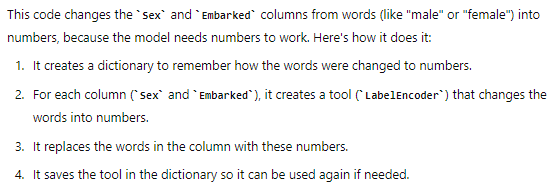 This code changes the `Sex` and `Embarked` columns from words (like "male" or "female") into
numbers, because the model needs numbers to work. Here's how it does it:
1. It creates a dictionary to remember how the words were changed to numbers.
2. For each column (`Sex` and `Embarked`), it creates a tool (`LabelEncoder`) that changes the
words into numbers.
3. It replaces the words in the column with these numbers.
4. It saves the tool in the dictionary so it can be used again if needed.